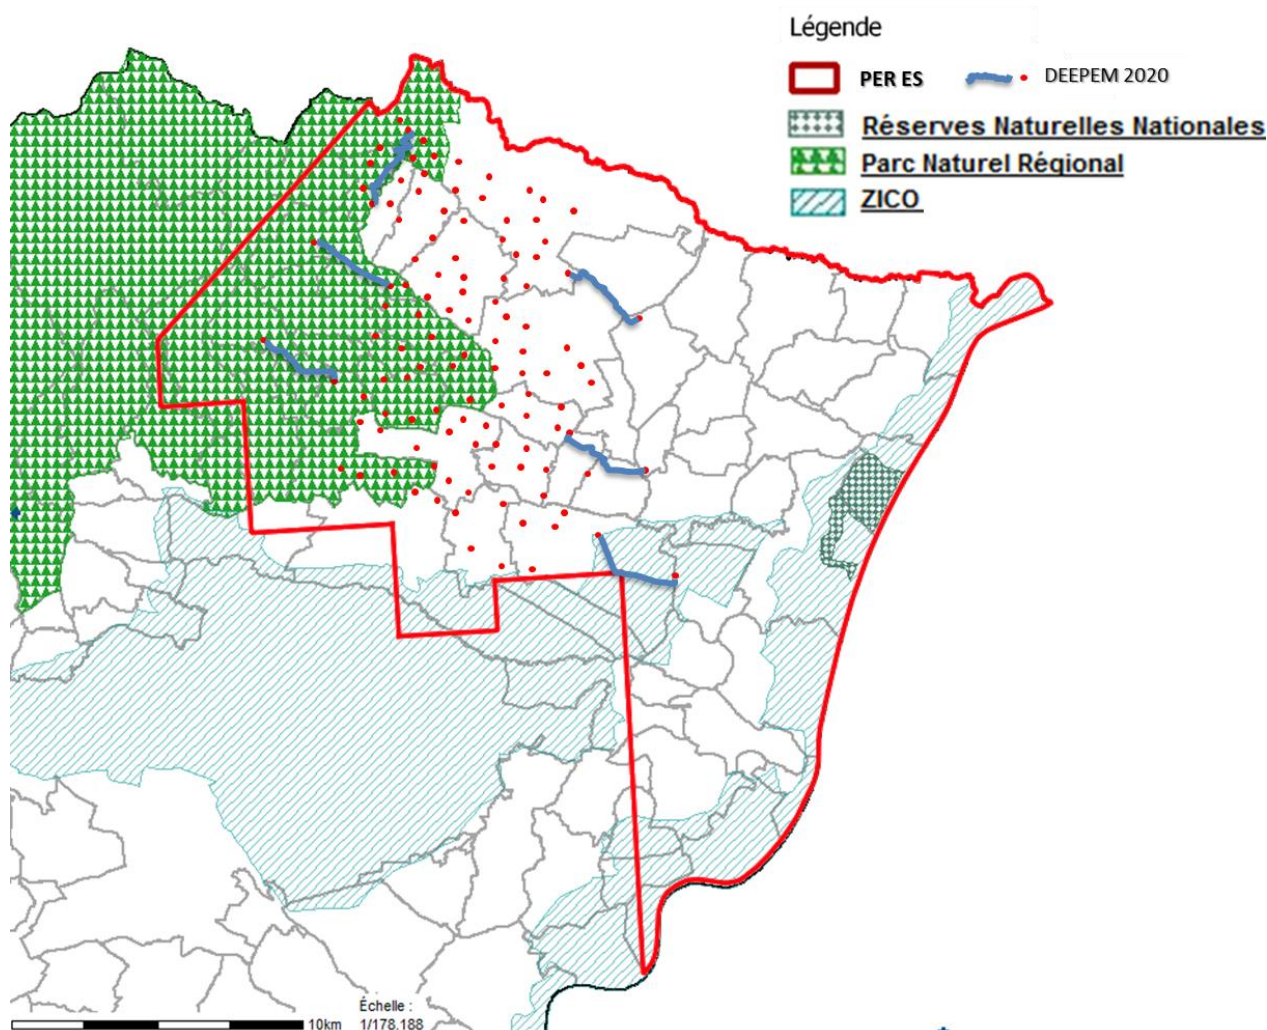 Légende
PER ES
DEEPEM 2020
Réserves Naturelles Nationales
Parc Naturel Régional
ZICO
Échelle :
10km
1/178.188